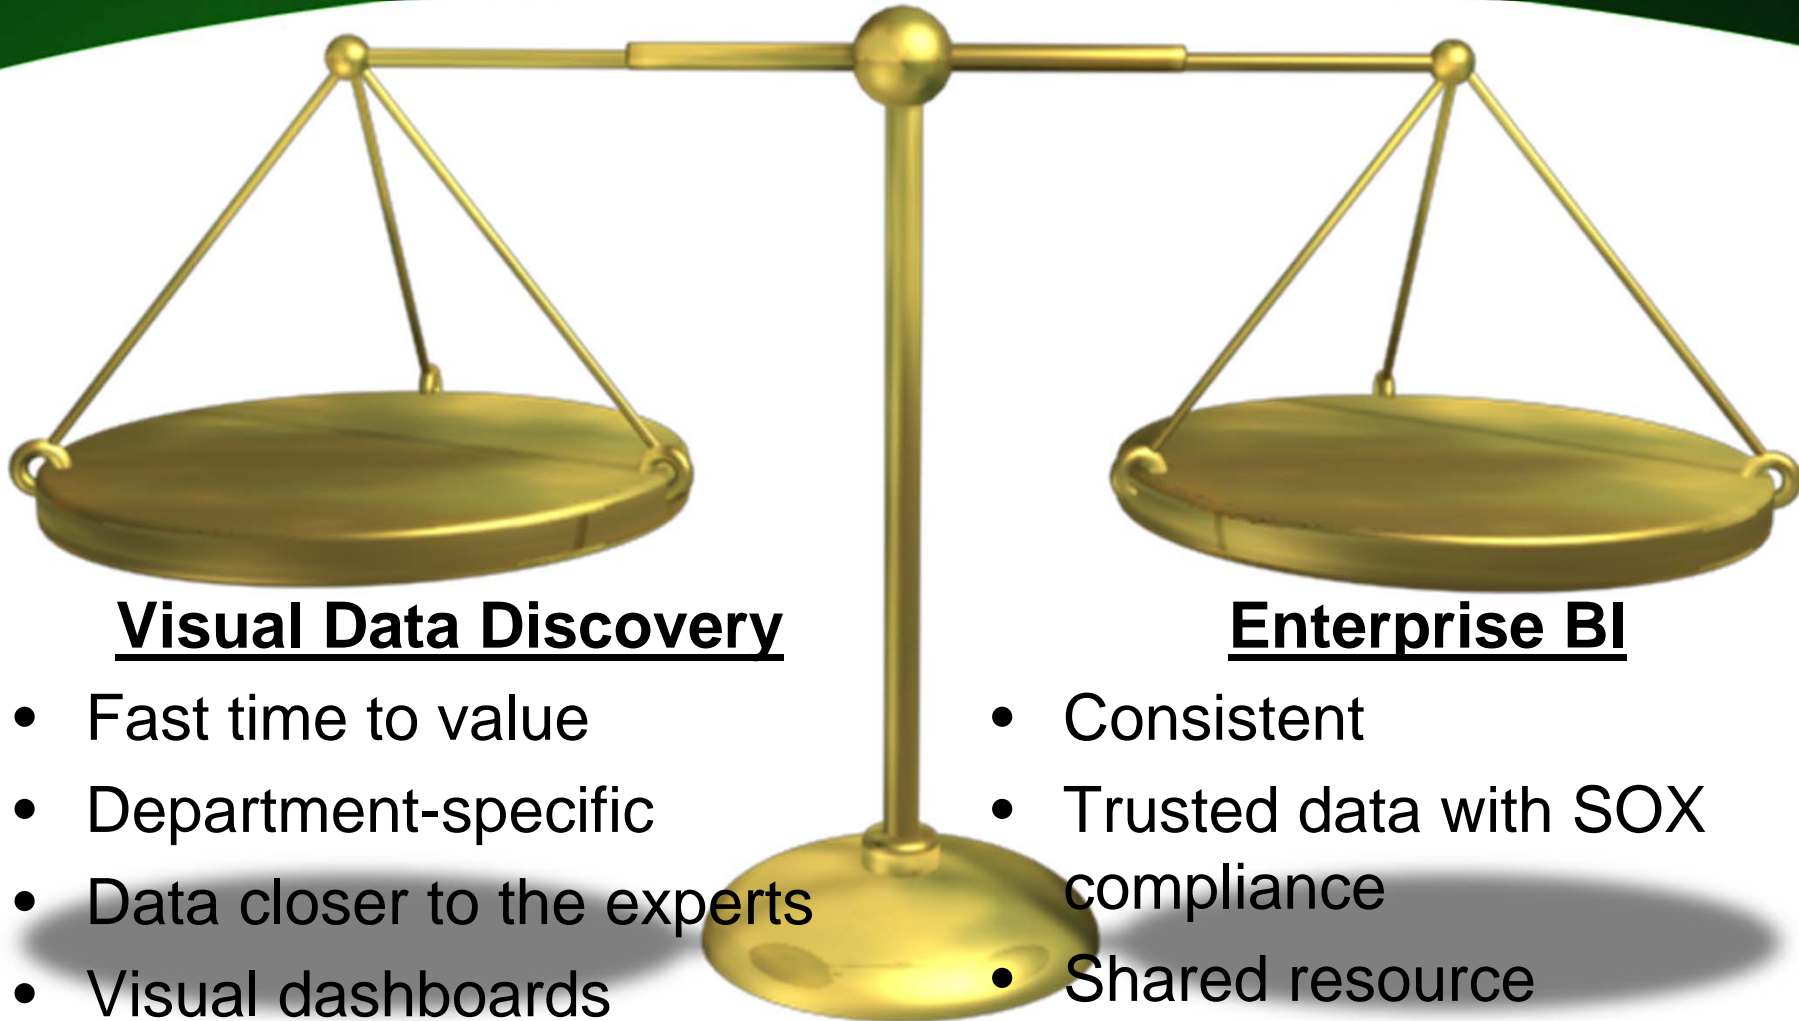 Visual Data Discovery
• Fast time to value
• Department-specific
• Data closer to the experts
• Visual dashboards
Enterprise BI
• Consistent
• Trusted data with SOX
compliance
• Shared resource